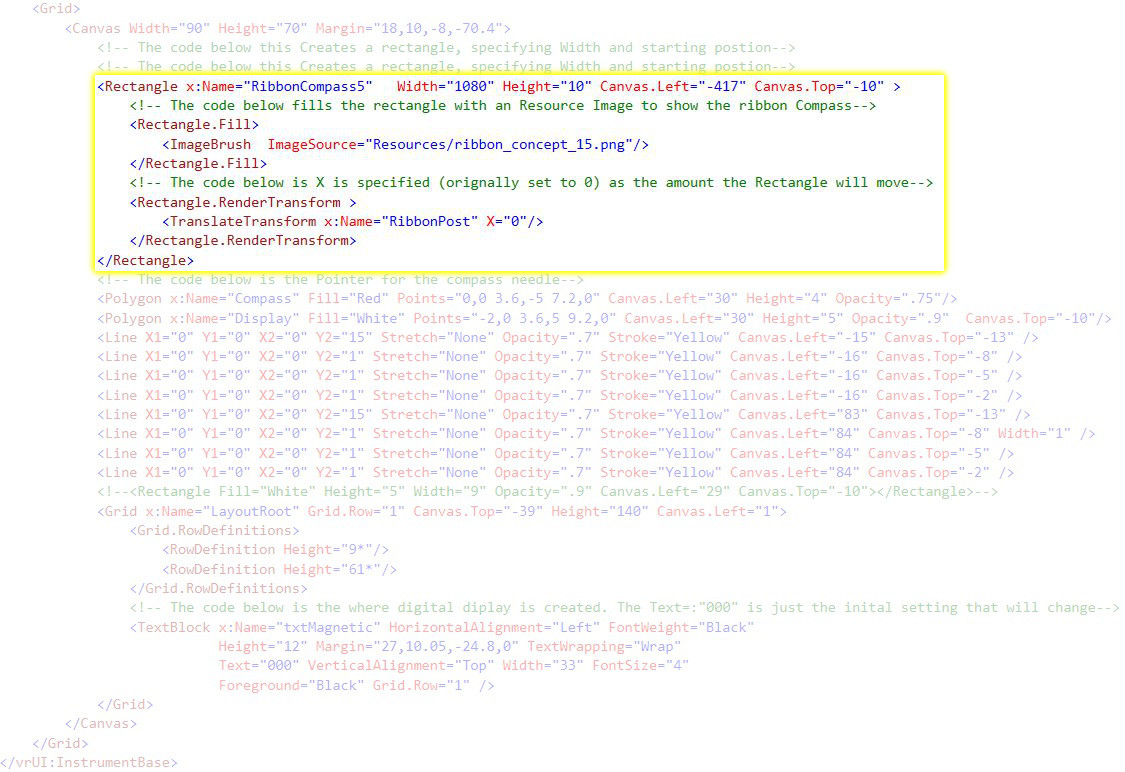 <Grid>
<Canvas Width="90" Height="70" Margin="18,10,-8,-70.4">
<!-- The code below this Creates a rectangle, specifying Width and starting postion-->
<!-- The code below this Creates a rectangle, specifying Width and starting postion-->
<Rectangle x:Name="RibbonCompass5"   Width="1080" Height="10" Canvas.Left="-417" Canvas.Top="-10" >
<!-- The code below fills the rectangle with an Resource Image to show the ribbon Compass-->
<Rectangle.Fill>
<ImageBrush  ImageSource="Resources/ribbon_concept_15.png"/>
</Rectangle.Fill>
<!-- The code below is X is specified (orignally set to 0) as the amount the Rectangle will move-->
<Rectangle.RenderTransform >
<TranslateTransform x:Name="RibbonPost" X="0"/>
</Rectangle.RenderTransform>
</Rectangle>
<!-- The code below is the Pointer for the compass needle-->
<Polygon x:Name="Compass" Fill="Red" Points="0,0 3.6,-5 7.2,0" Canvas.Left="30" Height="4" Opacity=".75"/>
<Polygon x:Name="Display" Fill="White" Points="-2,0 3.6,5 9.2,0" Canvas.Left="30" Height="5" Opacity=".9"  Canvas.Top="-10"/>
<Line X1="0" Y1="0" X2="0" Y2="15" Stretch="None" Opacity=".7" Stroke="Yellow" Canvas.Left="-15" Canvas.Top="-13" />
<Line X1="0" Y1="0" X2="0" Y2="1" Stretch="None" Opacity=".7" Stroke="Yellow" Canvas.Left="-16" Canvas.Top="-8" />
<Line X1="0" Y1="0" X2="0" Y2="1" Stretch="None" Opacity=".7" Stroke="Yellow" Canvas.Left="-16" Canvas.Top="-5" />
<Line X1="0" Y1="0" X2="0" Y2="1" Stretch="None" Opacity=".7" Stroke="Yellow" Canvas.Left="-16" Canvas.Top="-2" />
<Line X1="0" Y1="0" X2="0" Y2="15" Stretch="None" Opacity=".7" Stroke="Yellow" Canvas.Left="83" Canvas.Top="-13" />
<Line X1="0" Y1="0" X2="0" Y2="1" Stretch="None" Opacity=".7" Stroke="Yellow" Canvas.Left="84" Canvas.Top="-8" Width="1" />
<Line X1="0" Y1="0" X2="0" Y2="1" Stretch="None" Opacity=".7" Stroke="Yellow" Canvas.Left="84" Canvas.Top="-5" />
<Line X1="0" Y1="0" X2="0" Y2="1" Stretch="None" Opacity=".7" Stroke="Yellow" Canvas.Left="84" Canvas.Top="-2" />
<!--<Rectangle Fill="White" Height="5" Width="9" Opacity=".9" Canvas.Left="29" Canvas.Top="-10"></Rectangle>-->
<Grid x:Name="LayoutRoot" Grid.Row="1" Canvas.Top="-39" Height="140" Canvas.Left="1">
<Grid.RowDefinitions>
<RowDefinition Height="9*"/>
<RowDefinition Height="61*"/>
</Grid.RowDefinitions>
<!-- The code below is the where digital diplay is created. The Text=:"000" is just the inital setting that will change-->
<TextBlock x:Name="txtMagnetic" HorizontalAlignment="Left" FontWeight="Black"
Height="12" Margin="27,10.05,-24.8,0" TextWrapping="Wrap"
Text="000" VerticalAlignment="Top" Width="33" FontSize="4"
Foreground="Black" Grid.Row="1" />
</Grid>
</Canvas>
</Grid>
</vrUI:InstrumentBase>